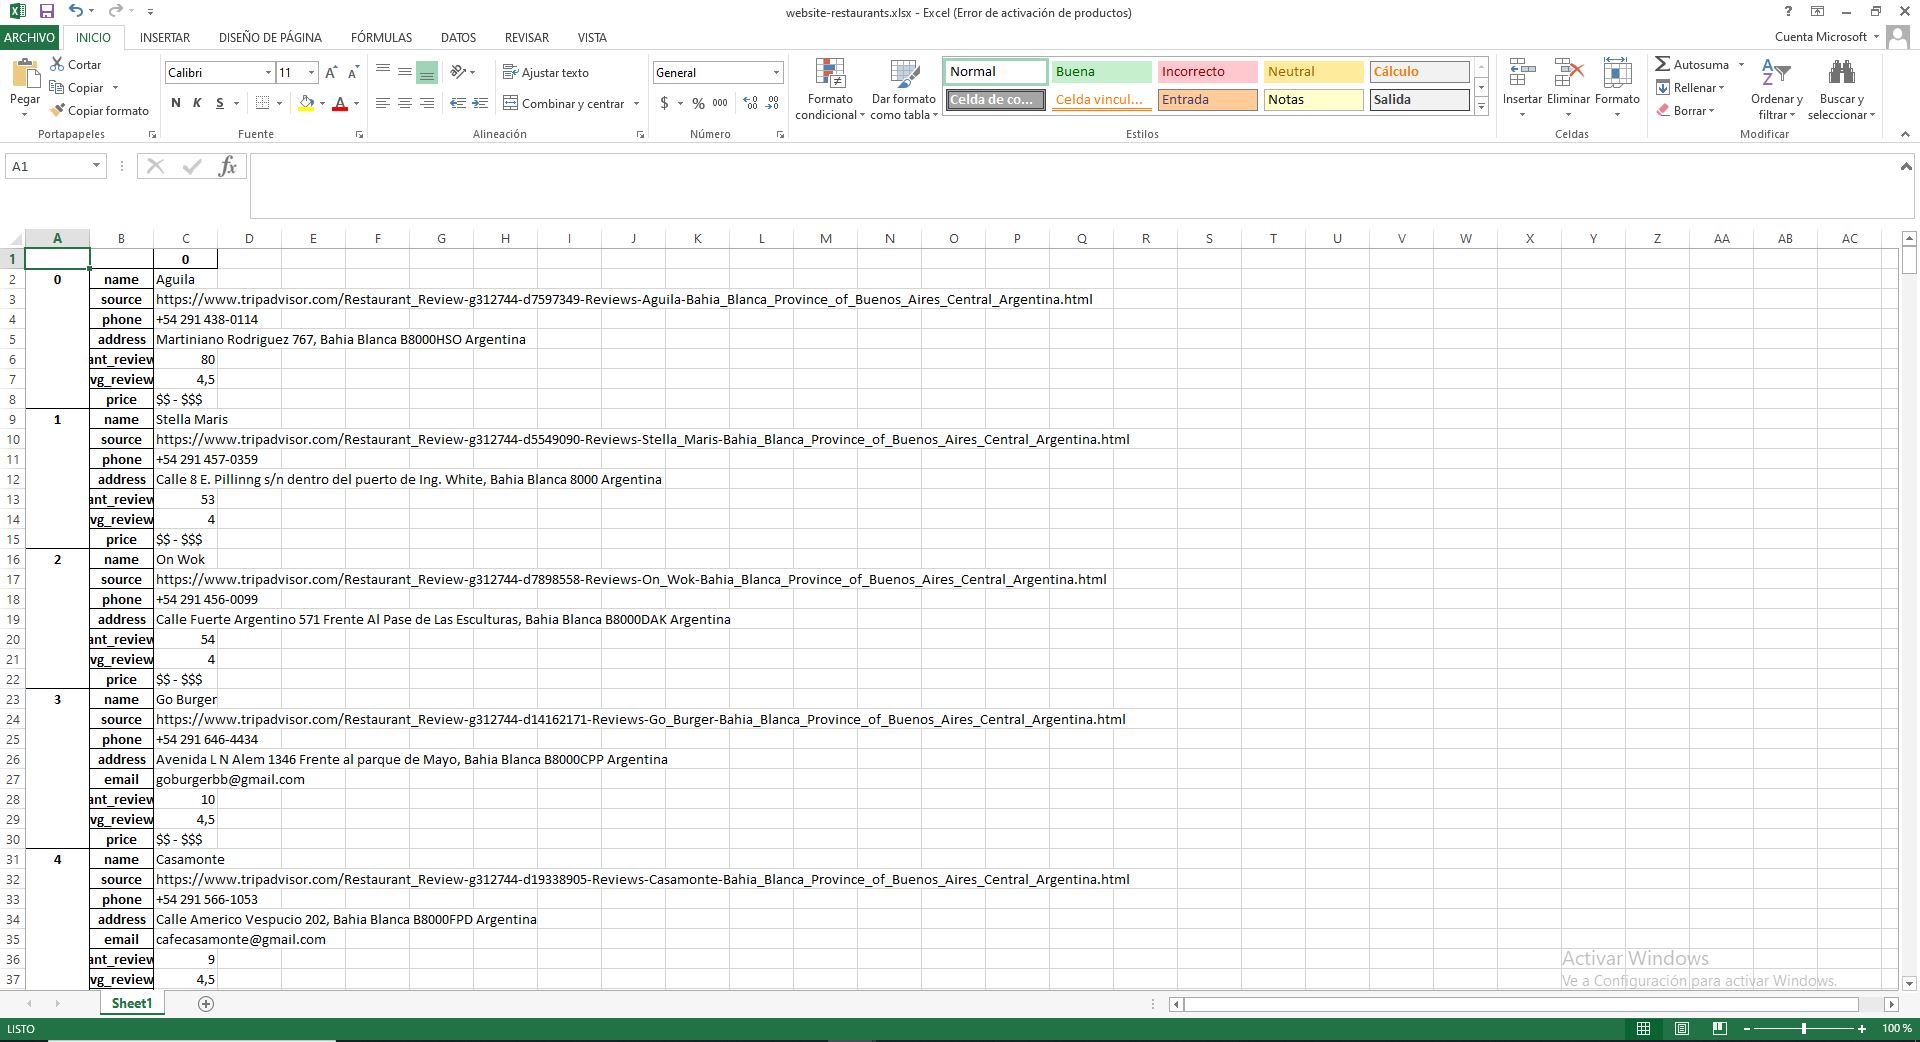 website-restaurants.xlsx - Excel (Error de activación de productos)
ARCHIVO INICIO INSERTAR DISEÑO DE PÁGINA FÓRMULAS DATOS REVISAR VISTA Cuenta Microsoft
Pegar
Cortar
Copiar
Copiar formato
Portapapeles
Calibri 11
N K S
Fuente
Ajustar texto
Combinar y centrar
Alineación
General
$ % 000
Número
Formato condicional
Dar formato como tabla
Normal Buena Incorrecto Neutral Cálculo
Celda de co... Celda vincul... Entrada Notas Salida
Estilos
Insertar Eliminar Formato
Celdas
Autosuma
Rellenar
Borrar
Ordenar y filtrar
Buscar y seleccionar
Modificar
A1 fx
A B C D E F G H I J K L M N O P Q R S T U V W X Y Z AA AB AC
1 0
2 0 name Aguila
3 source https://www.tripadvisor.com/Restaurant_Review-g312744-d7597349-Reviews-Aguila-Bahia_Blanca_Province_of_Buenos_Aires_Central_Argentina.html
4 phone +54 291 438-0114
5 address Martiniano Rodriguez 767, Bahia Blanca B8000HSO Argentina
6 ant_review 80
7 vg_review 4,5
8 price $$ - $$$
9 1 name Stella Maris
10 source https://www.tripadvisor.com/Restaurant_Review-g312744-d5549090-Reviews-Stella_Maris-Bahia_Blanca_Province_of_Buenos_Aires_Central_Argentina.html
11 phone +54 291 457-0359
12 address Calle 8 E. Pillinng s/n dentro del puerto de Ing. White, Bahia Blanca 8000 Argentina
13 ant_review 53
14 vg_review 4
15 price $$ - $$$
16 2 name On Wok
17 source https://www.tripadvisor.com/Restaurant_Review-g312744-d7898558-Reviews-On_Wok-Bahia_Blanca_Province_of_Buenos_Aires_Central_Argentina.html
18 phone +54 291 456-0099
19 address Calle Fuerte Argentino 571 Frente Al Pase de Las Esculturas, Bahia Blanca B8000DAK Argentina
20 ant_review 54
21 vg_review 4
22 price $$ - $$$
23 3 name Go Burger
24 source https://www.tripadvisor.com/Restaurant_Review-g312744-d14162171-Reviews-Go_Burger-Bahia_Blanca_Province_of_Buenos_Aires_Central_Argentina.html
25 phone +54 291 646-4434
26 address Avenida L N Alem 1346 Frente al parque de Mayo, Bahia Blanca B8000CPP Argentina
27 email goburgerbb@gmail.com
28 ant_review 10
29 vg_review 4,5
30 price $$ - $$$
31 4 name Casamonte
32 source https://www.tripadvisor.com/Restaurant_Review-g312744-d19338905-Reviews-Casamonte-Bahia_Blanca_Province_of_Buenos_Aires_Central_Argentina.html
33 phone +54 291 566-1053
34 address Calle Americo Vespucio 202, Bahia Blanca B8000FPD Argentina
35 email cafecasamonte@gmail.com
36 ant_review 9
37 vg_review 4,5
Activar Windows
Ve a Configuración para activar Windows.
Sheet1
LISTO 100 %